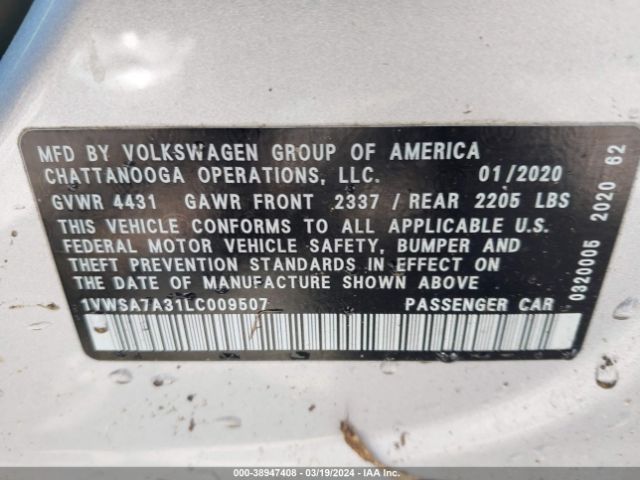 MFD BY VOLKSWAGEN GROUP OF AMERICA
CHATTANOOGA OPERATIONS, LLC. 01/2020
GVWR 4431 GAWR FRONT 2337 / REAR 2205 LBS
THIS VEHICLE CONFORMS TO ALL APPLICABLE U.S.
FEDERAL MOTOR VEHICLE SAFETY, BUMPER AND
THEFT PREVENTION STANDARDS IN EFFECT ON
THE DATE OF MANUFACTURE SHOWN ABOVE
1VWSA7A31LC009507 PASSENGER CAR
0320905 2020 62
000-38947408 - 03/19/2024 - IAA Inc.